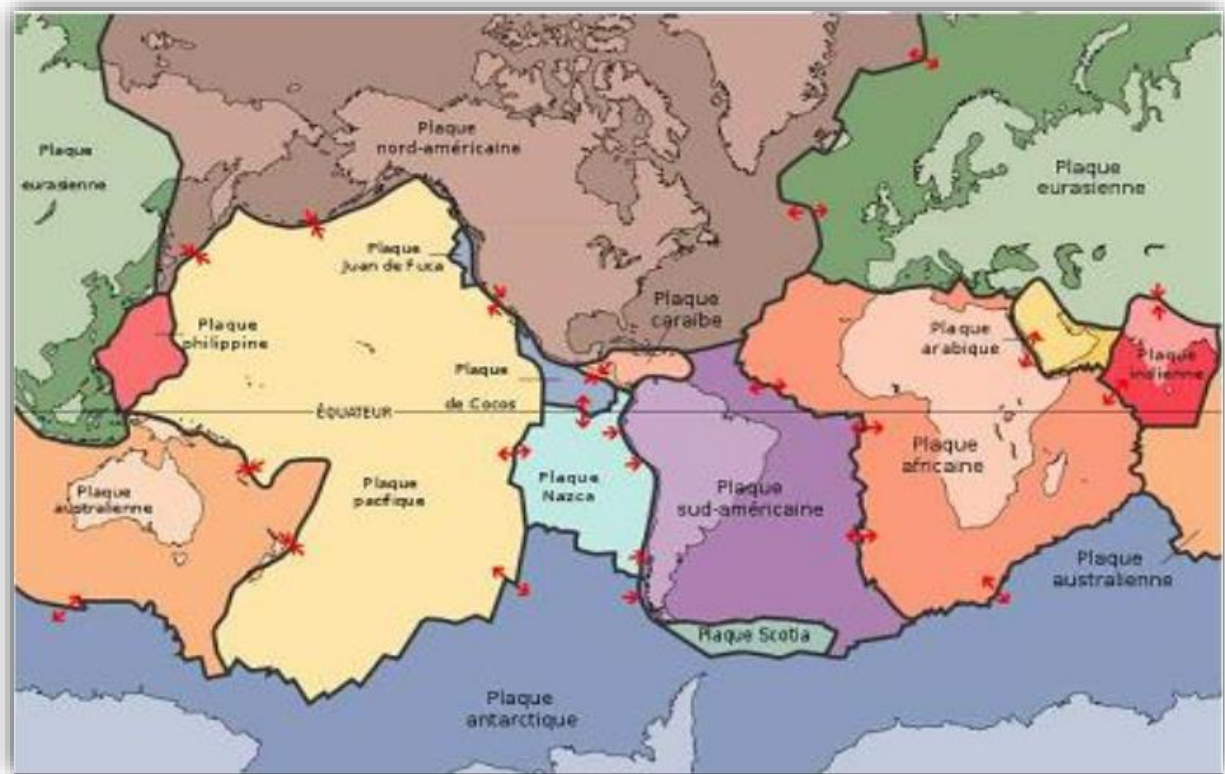 Plaque
nord-américaine
Plaque
eurasienne
Plaque
eurasienne
Plaque
Juan de Fuca
Plaque
caraïbe
Plaque
philippine
Plaque
arabique
Plaque
indienne
Plaque
de Cocos
ÉQUATEUR
Plaque
africaine
Plaque
australienne
Plaque
pacfique
Plaque
Nazca
Plaque
sud-américaine
Plaque
australienne
Plaque Scotia
Plaque
antarctique